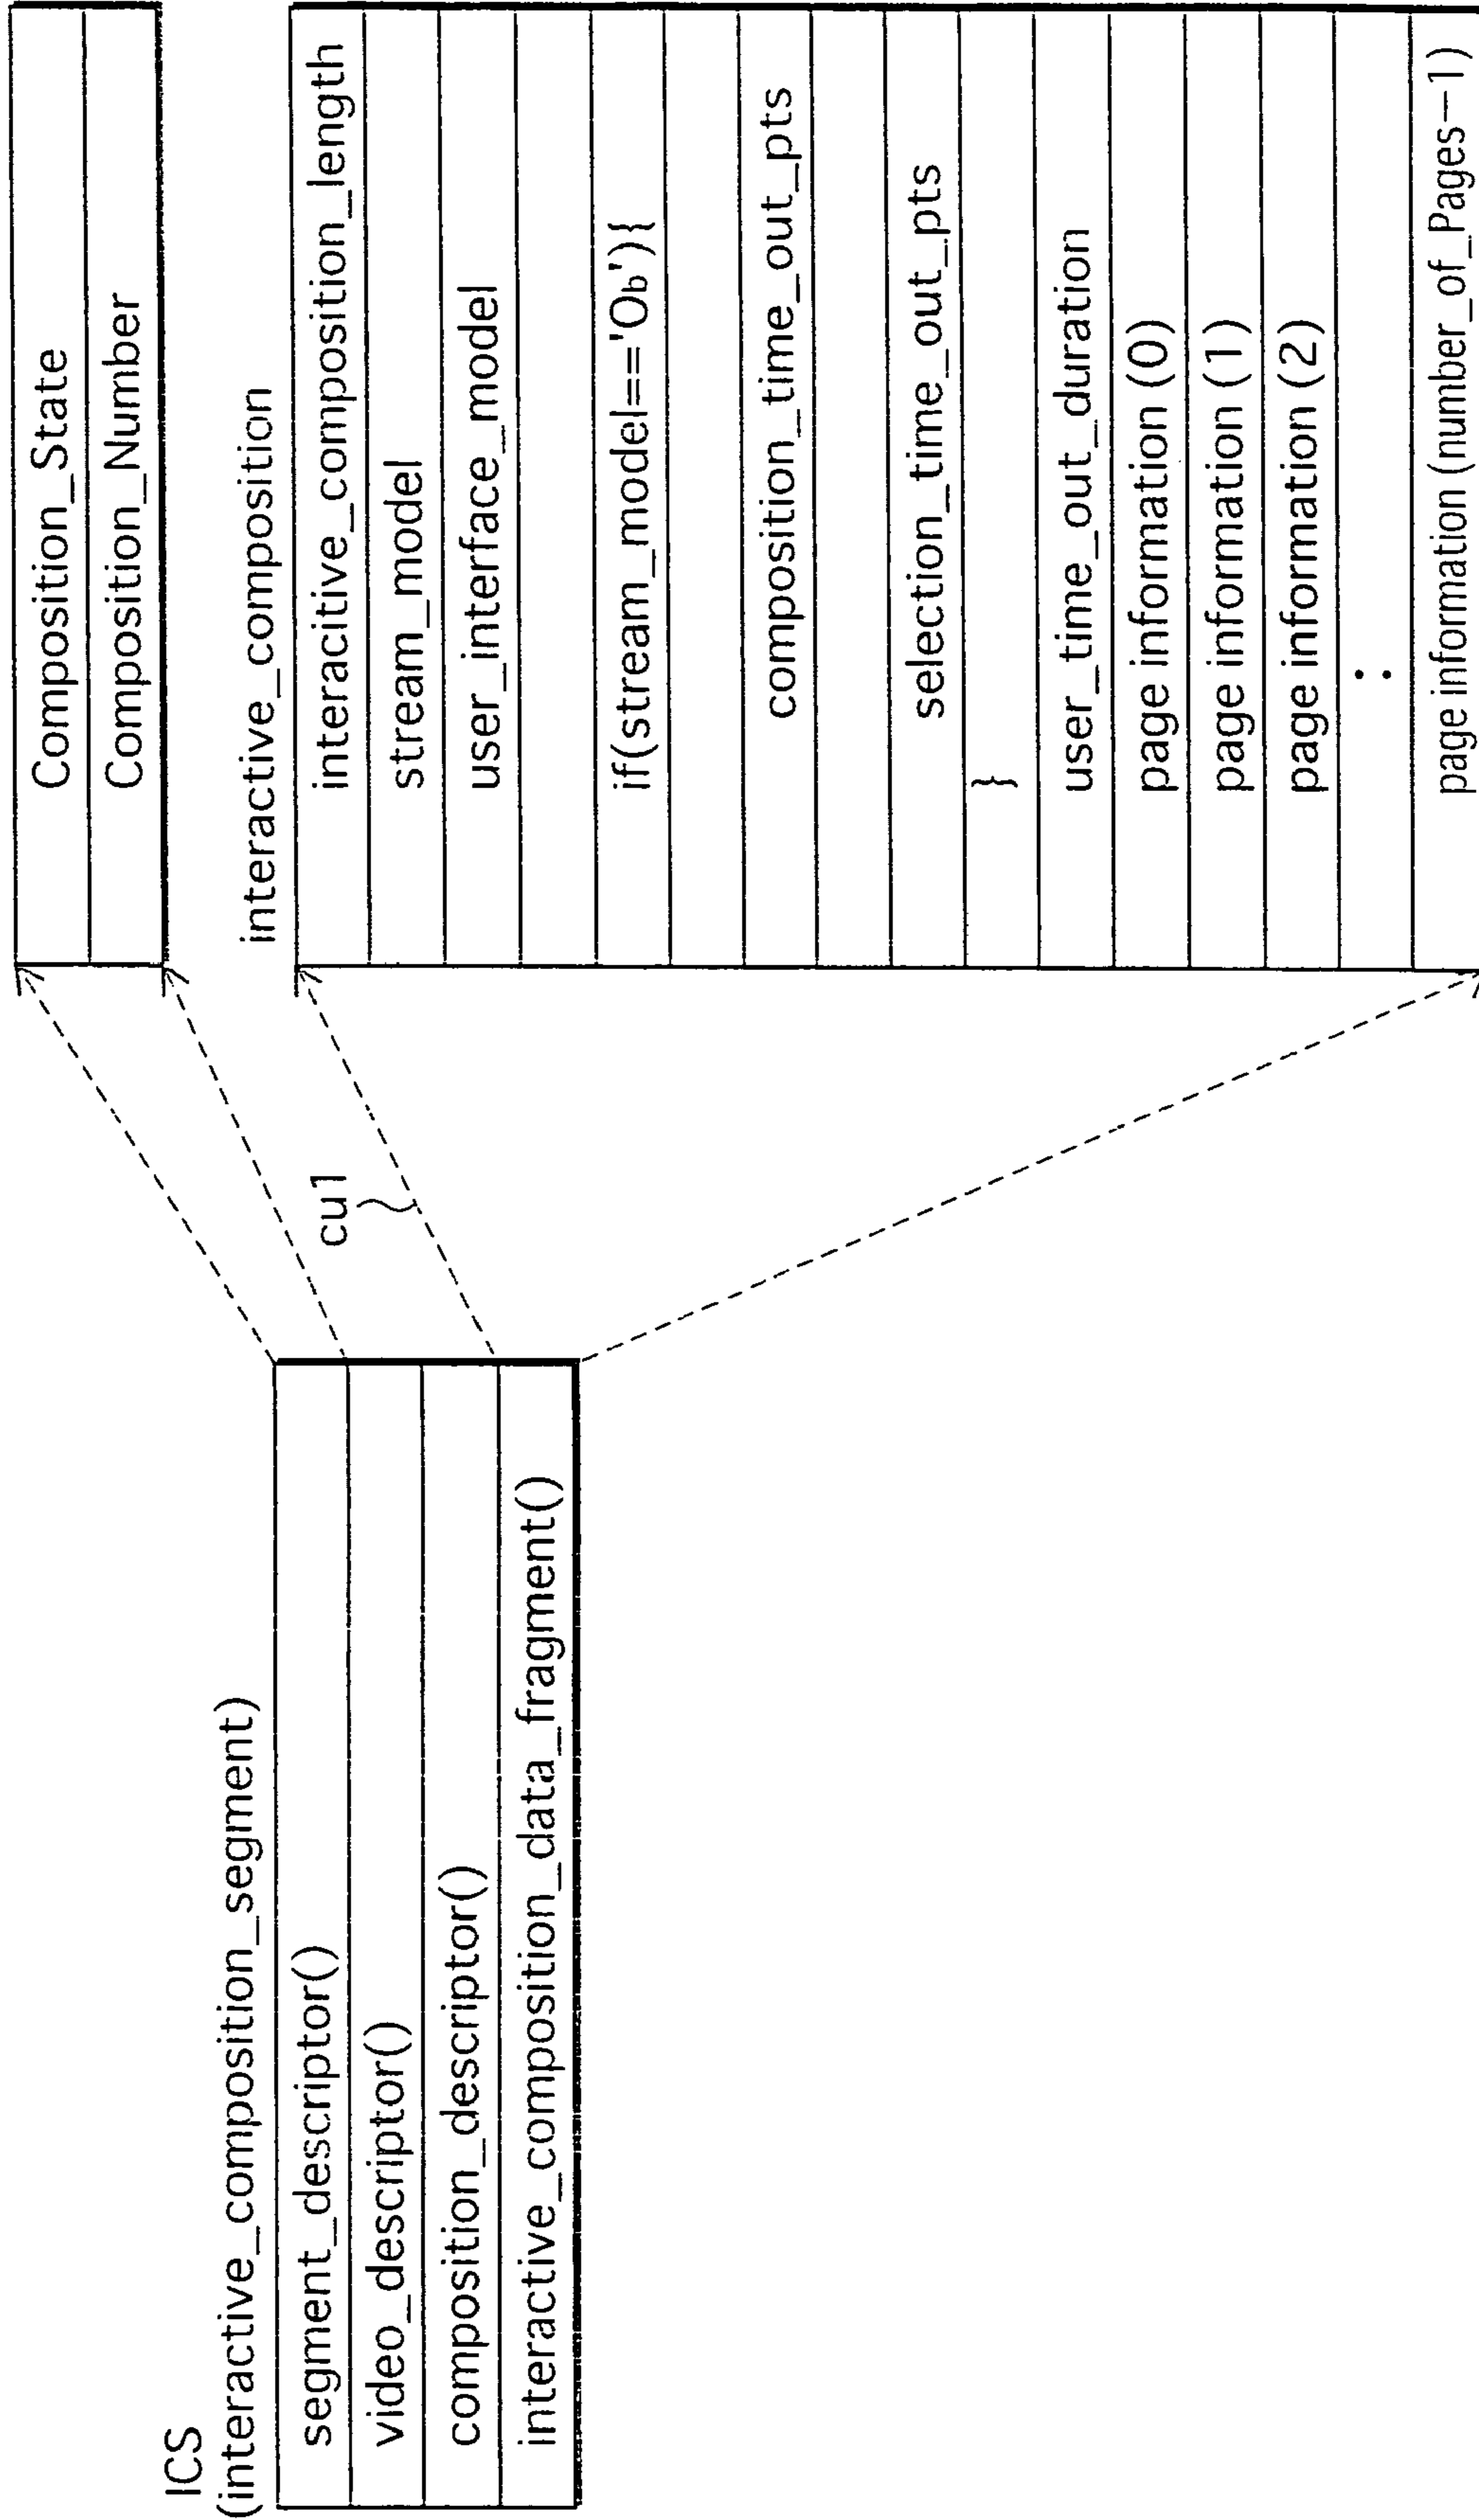 ICS
(interactive_composition_segment)
segment_descriptor()
video_descriptor()
composition_descriptor()
interactive_composition_data_fragment()
cu1
Composition_State
Composition_Number
interactive_composition
interacitive_composition_length
stream_model
user_interface_model
if(stream_model=='0b'){
composition_time_out_pts
selection_time_out_pts
}
user_time_out_duration
page information (0)
page information (1)
page information (2)
:
page information (number_of_Pages-1)